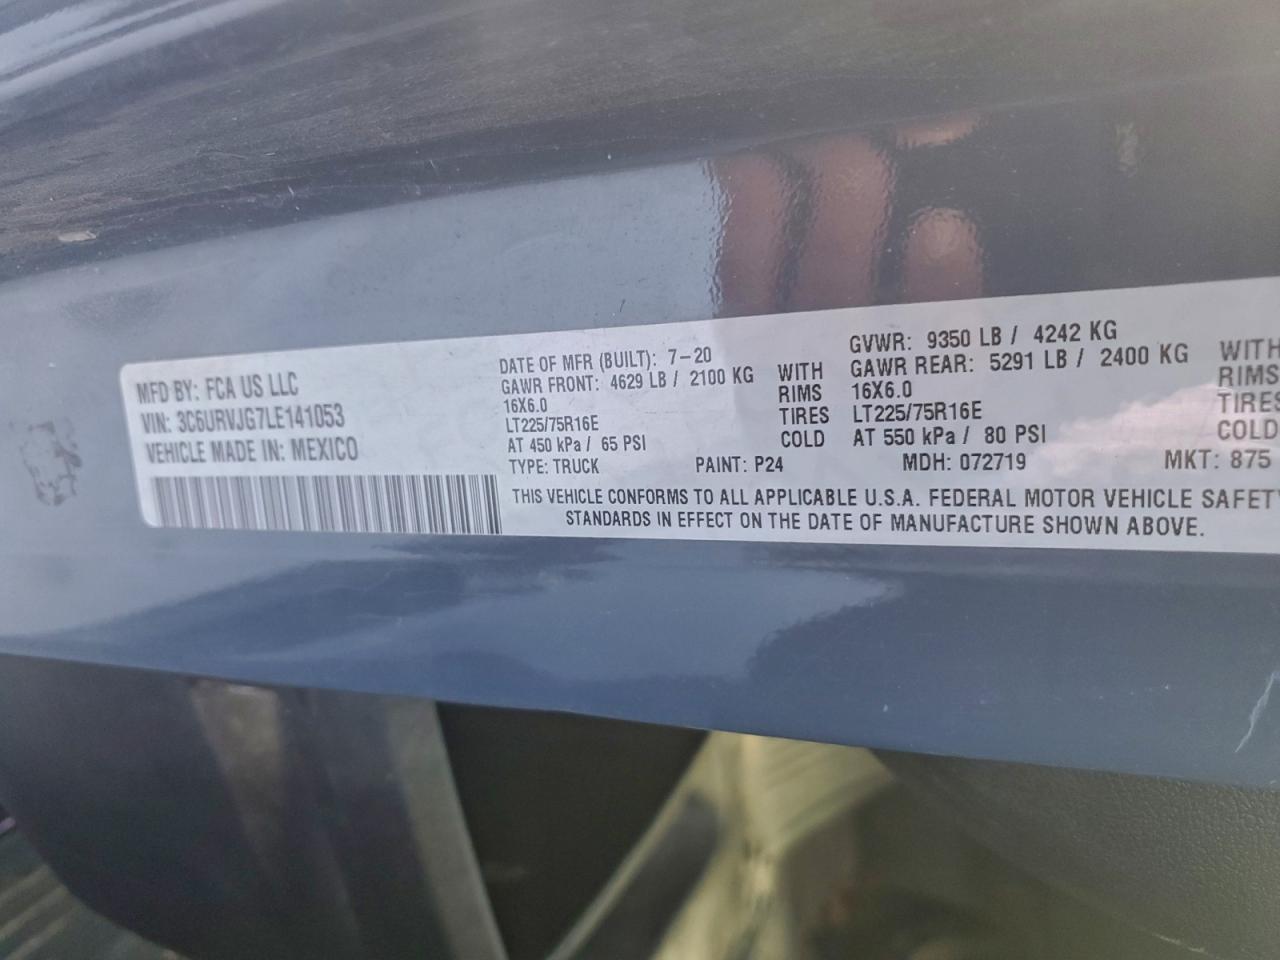 MFD BY: FCA US LLC
VIN: 3C6URVJG7LE141053
VEHICLE MADE IN: MEXICO
DATE OF MFR (BUILT): 7-20
GVWR: 9350 LB / 4242 KG
GAWR FRONT: 4629 LB / 2100 KG WITH GAWR REAR: 5291 LB / 2400 KG WITH
16X6.0 RIMS 16X6.0 RIMS
LT225/75R16E TIRES LT225/75R16E TIRES
AT 450 kPa / 65 PSI COLD AT 550 kPa / 80 PSI COLD
TYPE: TRUCK PAINT: P24 MDH: 072719 MKT: 875
THIS VEHICLE CONFORMS TO ALL APPLICABLE U.S.A. FEDERAL MOTOR VEHICLE SAFETY
STANDARDS IN EFFECT ON THE DATE OF MANUFACTURE SHOWN ABOVE.